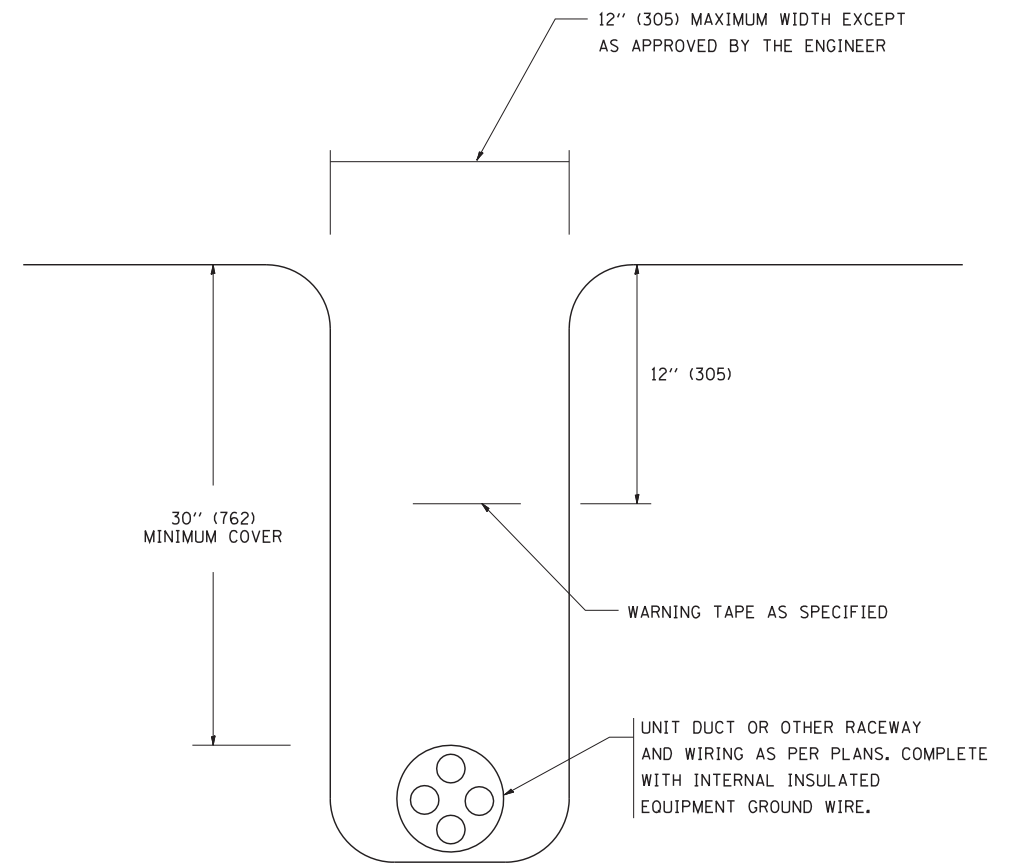 12'' (305) MAXIMUM WIDTH EXCEPT
AS APPROVED BY THE ENGINEER
12'' (305)
30'' (762)
MINIMUM COVER
WARNING TAPE AS SPECIFIED
UNIT DUCT OR OTHER RACEWAY
AND WIRING AS PER PLANS. COMPLETE
WITH INTERNAL INSULATED
EQUIPMENT GROUND WIRE.